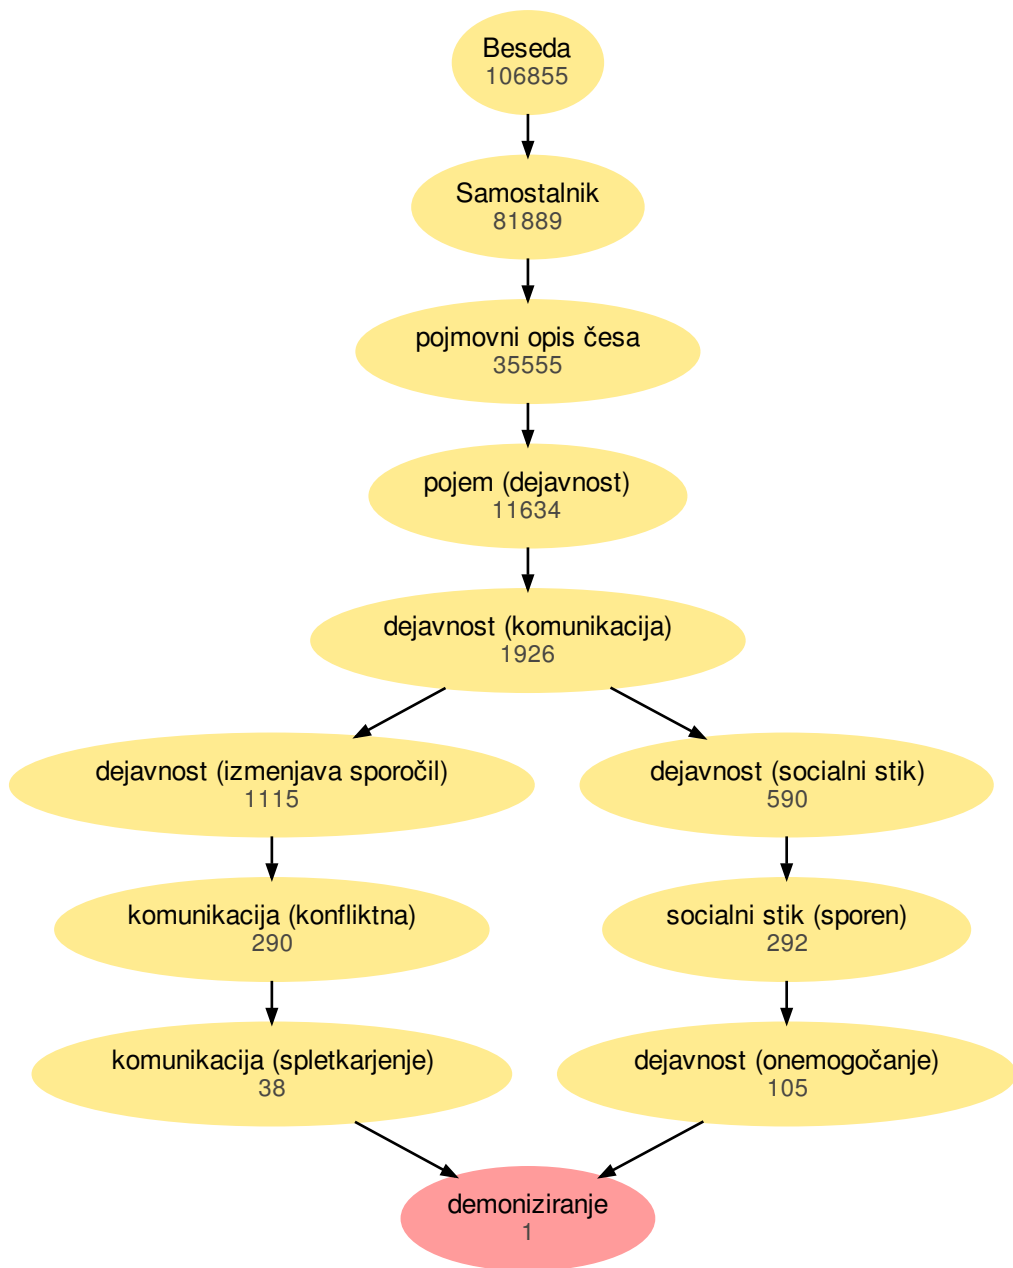 Beseda
106855
Samostalnik
81889
pojmovni opis česa
35555
pojem (dejavnost)
11634
dejavnost (komunikacija)
1926
dejavnost (izmenjava sporočil)
1115
dejavnost (socialni stik)
590
komunikacija (konfliktna)
290
socialni stik (sporen)
292
komunikacija (spletkarjenje)
38
dejavnost (onemogočanje)
105
demoniziranje
1